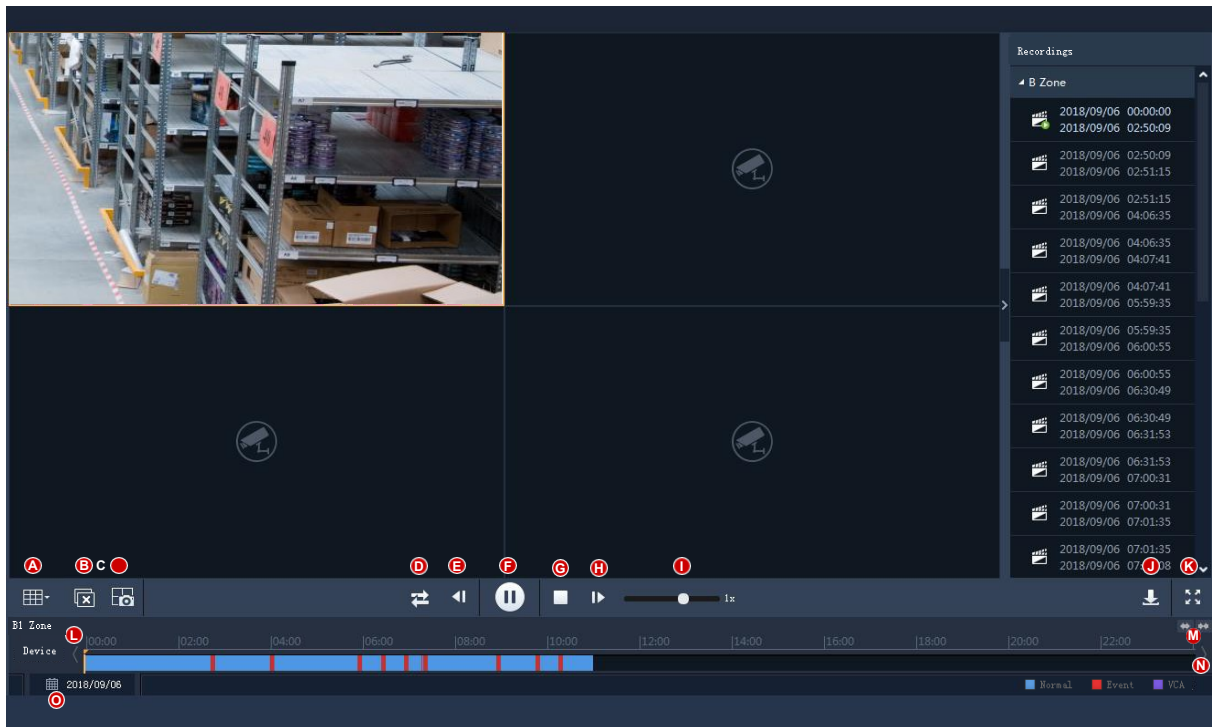 Recordings
B Zone
2018/09/06 00:00:00
2018/09/06 02:50:09
2018/09/06 02:50:09
2018/09/06 02:51:15
2018/09/06 02:51:15
2018/09/06 04:06:35
2018/09/06 04:06:35
2018/09/06 04:07:41
2018/09/06 04:07:41
2018/09/06 05:59:35
2018/09/06 05:59:35
2018/09/06 06:00:55
2018/09/06 06:00:55
2018/09/06 06:30:49
2018/09/06 06:30:49
2018/09/06 06:31:53
2018/09/06 06:31:53
2018/09/06 07:00:31
2018/09/06 07:00:31
2018/09/06 07:01:35
2018/09/06 07:01:35
2018/09/06
A B C D E F G H I J K
1x
B1 Zone
L M
00:00 02:00 04:00 06:00 08:00 10:00 12:00 14:00 16:00 18:00 20:00 22:00
Device
N
2018/09/06
Normal Event VCA
O